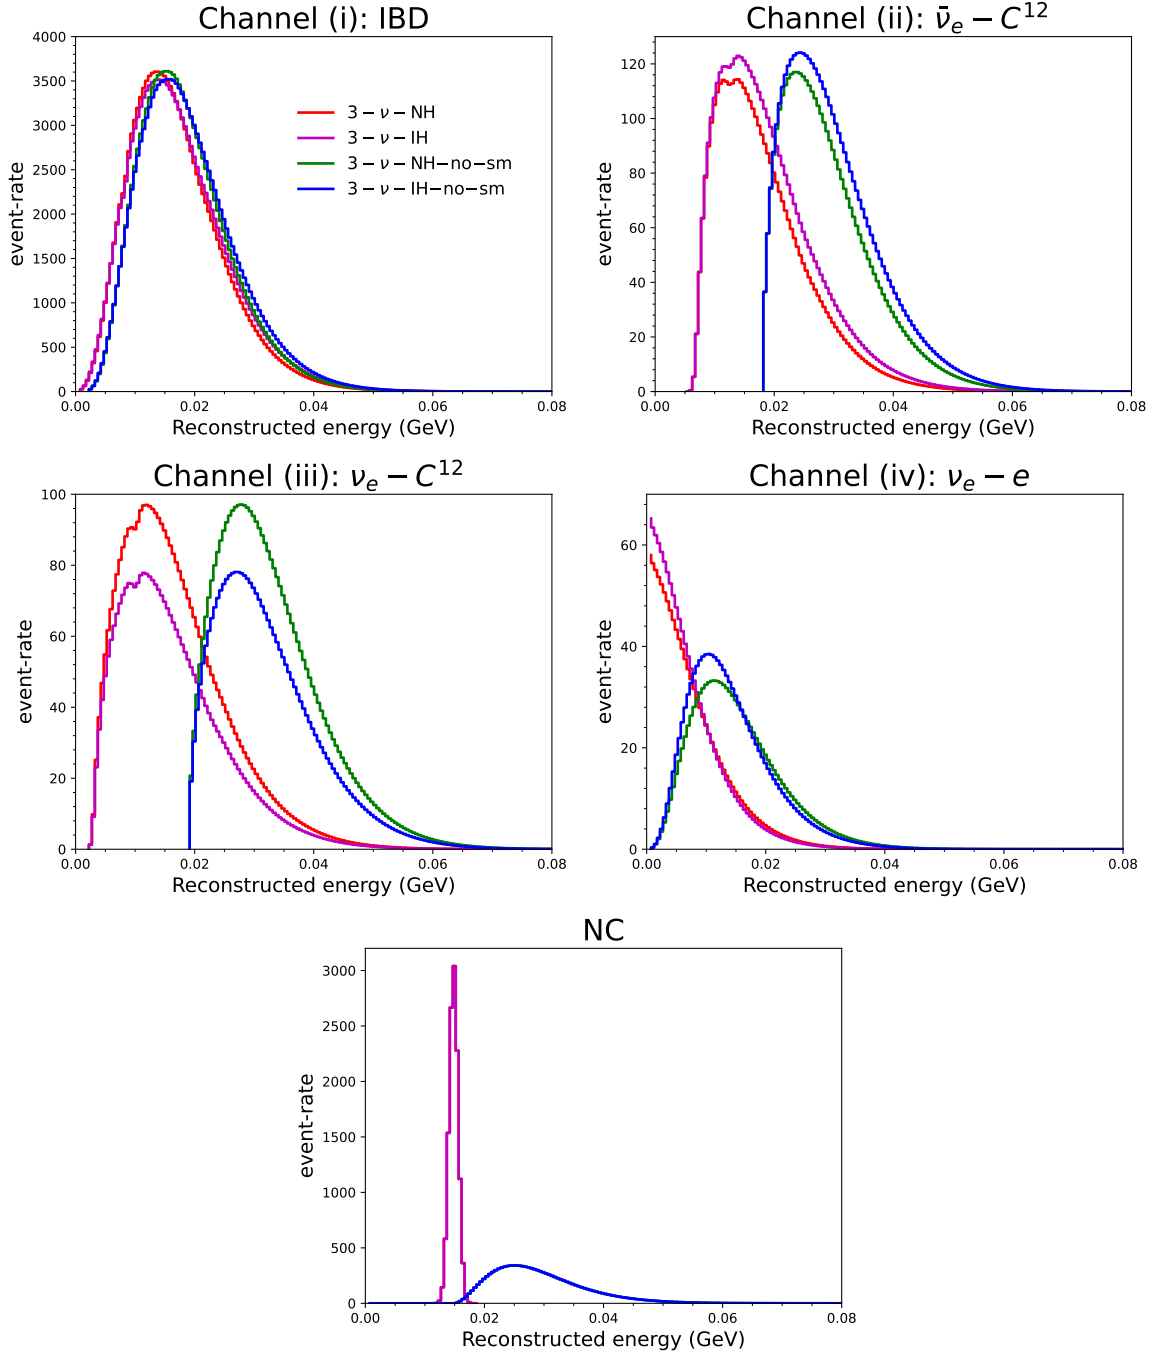 Channel (i): IBD
4000
3500
3000
2500
2000
1500
1000
500
0
event-rate
3 − ν − NH
3 − ν − IH
3 − ν − NH−no−sm
3 − ν − IH−no−sm
0.00 0.02 0.04 0.06 0.08
Reconstructed energy (GeV)
Channel (ii): ν̄ₑ − C¹²
120
100
80
60
40
20
0
event-rate
0.00 0.02 0.04 0.06 0.08
Reconstructed energy (GeV)
Channel (iii): νₑ − C¹²
100
80
60
40
20
0
event-rate
0.00 0.02 0.04 0.06 0.08
Reconstructed energy (GeV)
Channel (iv): νₑ − e
60
40
20
0
event-rate
0.00 0.02 0.04 0.06 0.08
Reconstructed energy (GeV)
NC
3000
2500
2000
1500
1000
500
0
event-rate
0.00 0.02 0.04 0.06 0.08
Reconstructed energy (GeV)